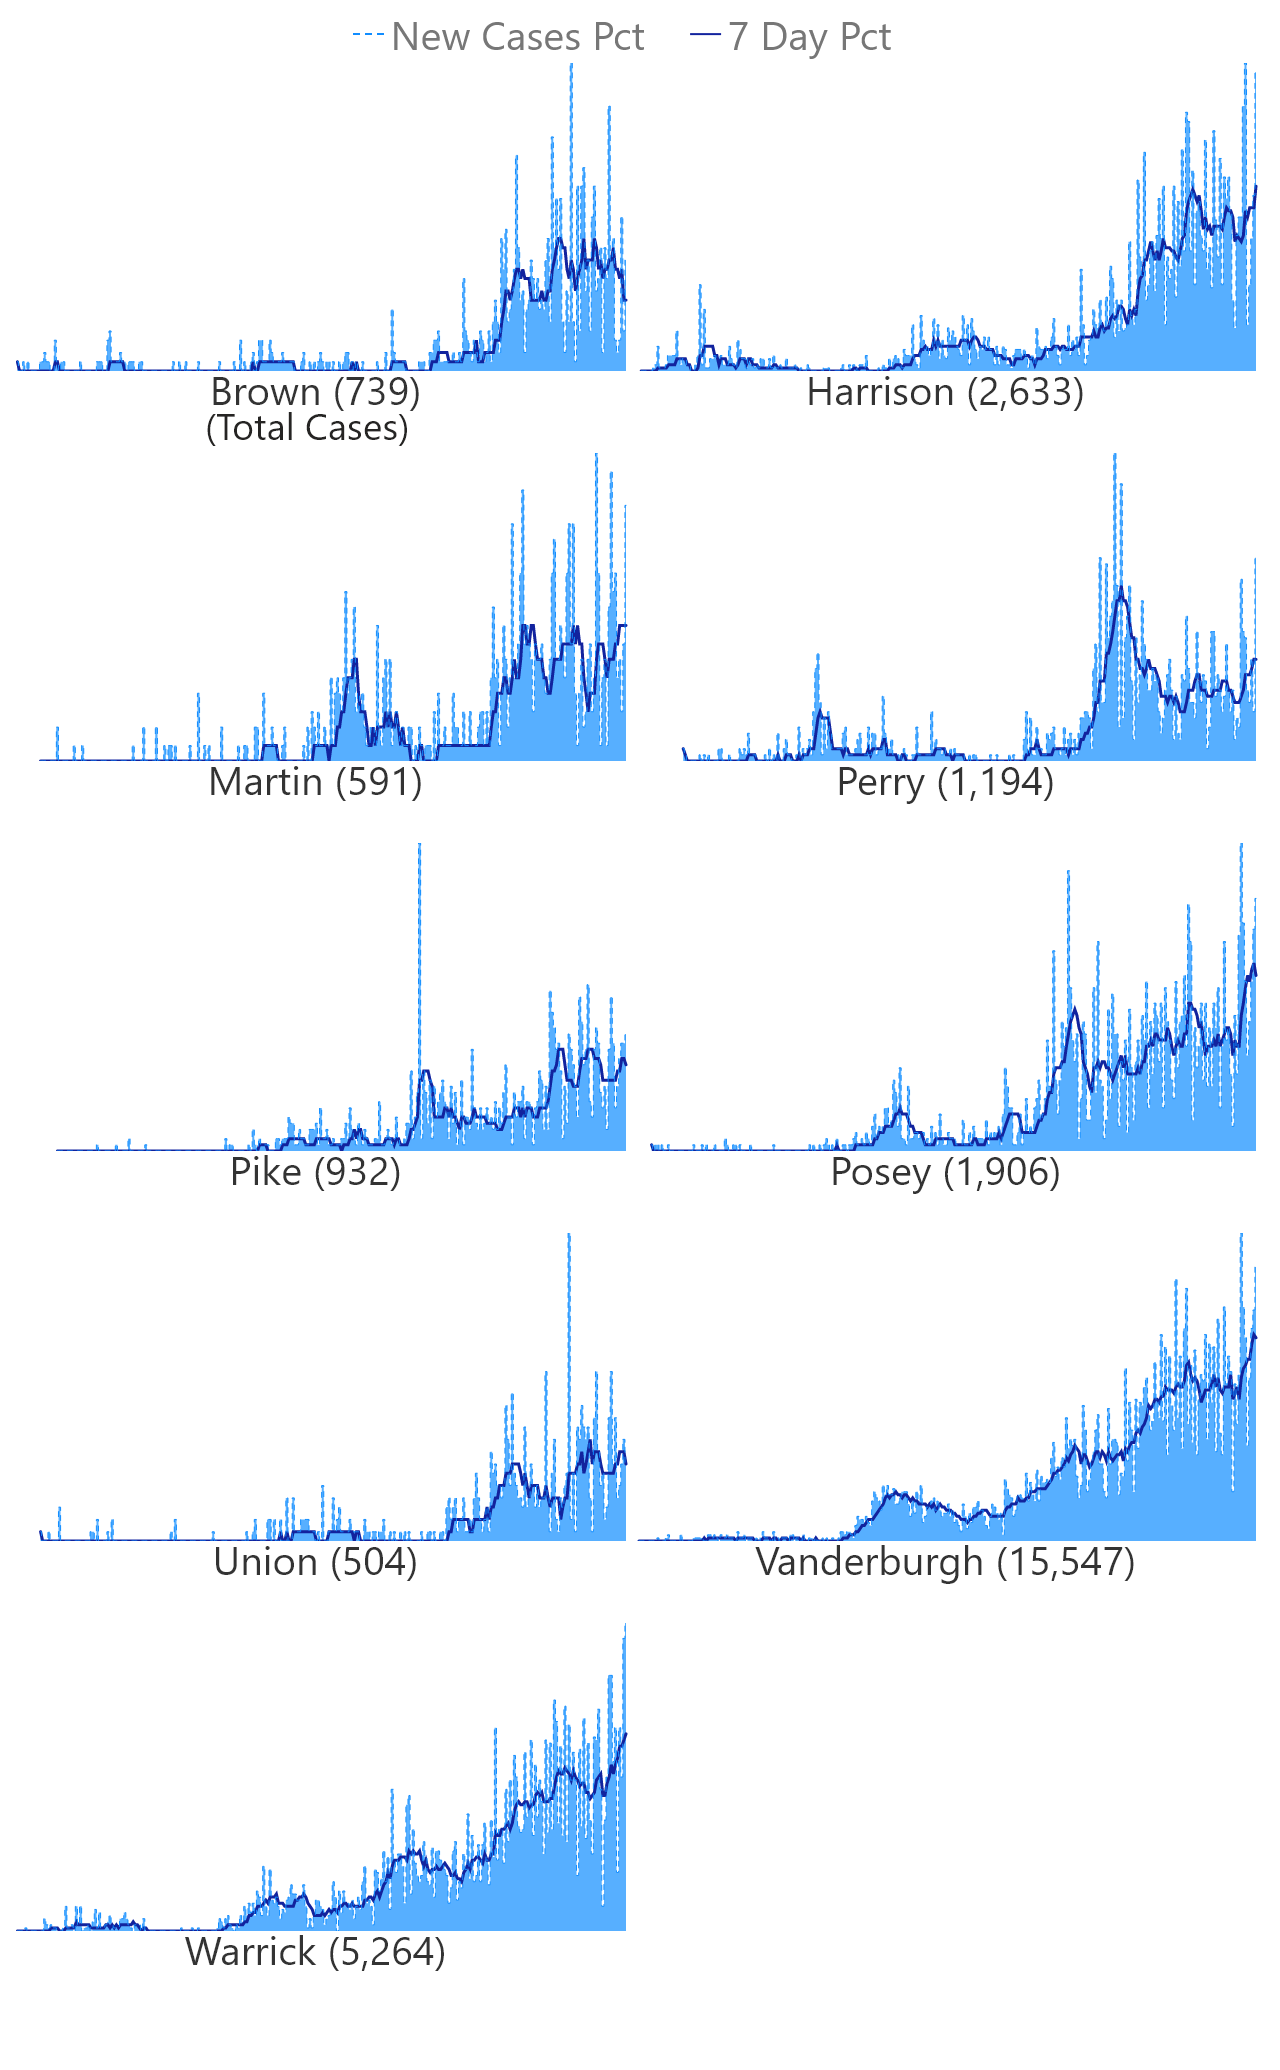 New Cases Pct 7 Day Pct
Brown (739) Harrison (2,633)
(Total Cases)
Martin (591) Perry (1,194)
Pike (932) Posey (1,906)
Union (504) Vanderburgh (15,547)
Warrick (5,264)